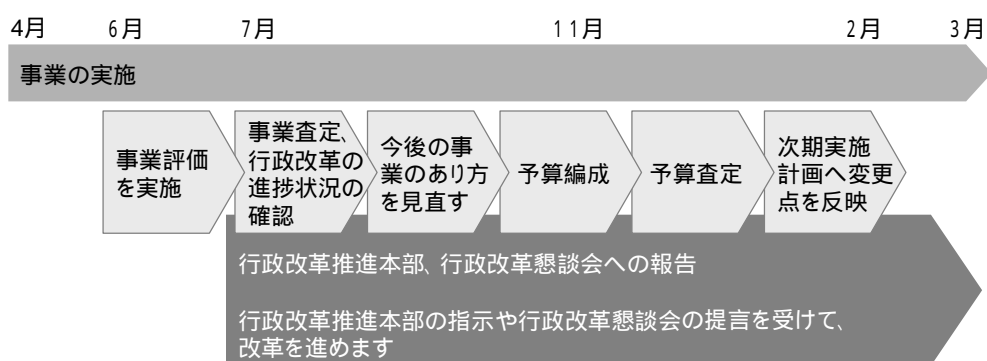 4月 6月 7月 11月 2月 3月
事業の実施
事業評価
を実施
事業査定、
行政改革の
進捗状況の
確認
今後の事
業のあり方
を見直す
予算編成
予算査定
次期実施
計画へ変更
点を反映
行政改革推進本部、行政改革懇談会への報告
行政改革推進本部の指示や行政改革懇談会の提言を受けて、
改革を進めます